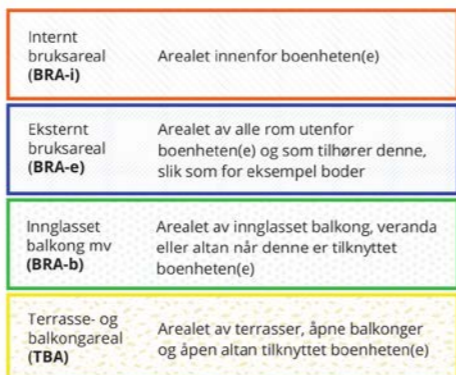 Internt
bruksareal
(BRA-i)
Arealet innenfor boenheten(e)
Eksternt
bruksareal
(BRA-e)
Arealet av alle rom utenfor
boenheten(e) og som tilhører denne,
slik som for eksempel boder
Innglasset
balkong mv
(BRA-b)
Arealet av innglasset balkong, veranda
eller altan når denne er tilknyttet
boenheten(e)
Terrasse- og
balkongareal
(TBA)
Arealet av terrasser, åpne balkonger
og åpen altan tilknyttet boenheten(e)